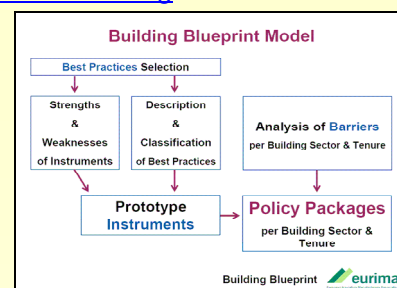 Building Blueprint Model
Best Practices Selection
Strengths
&
Weaknesses
of Instruments
Description
&
Classification
of Best Practices
Analysis of Barriers
per Building Sector & Tenure
Prototype
Instruments
Policy Packages
per Building Sector &
Tenure
Building Blueprint
eurima